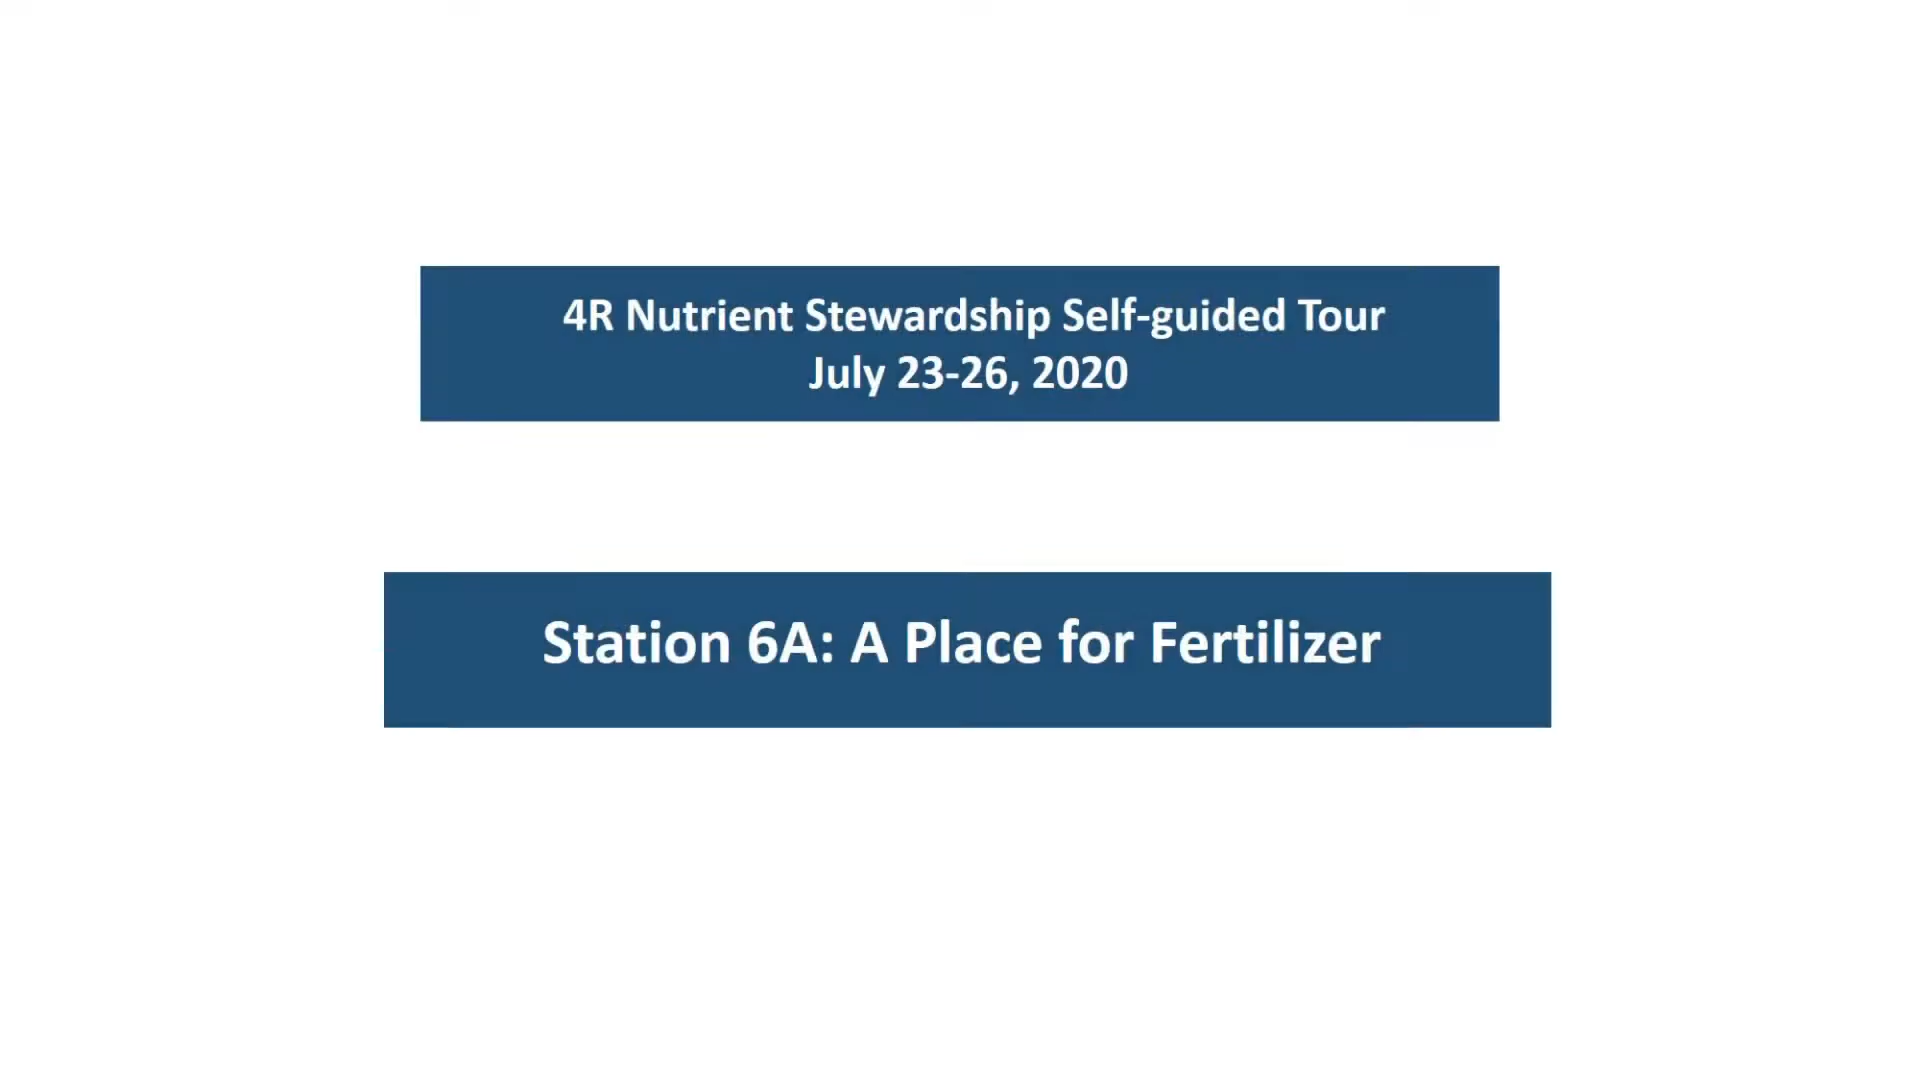 4R Nutrient Stewardship Self-guided Tour
July 23-26, 2020
Station 6A: A Place for Fertilizer